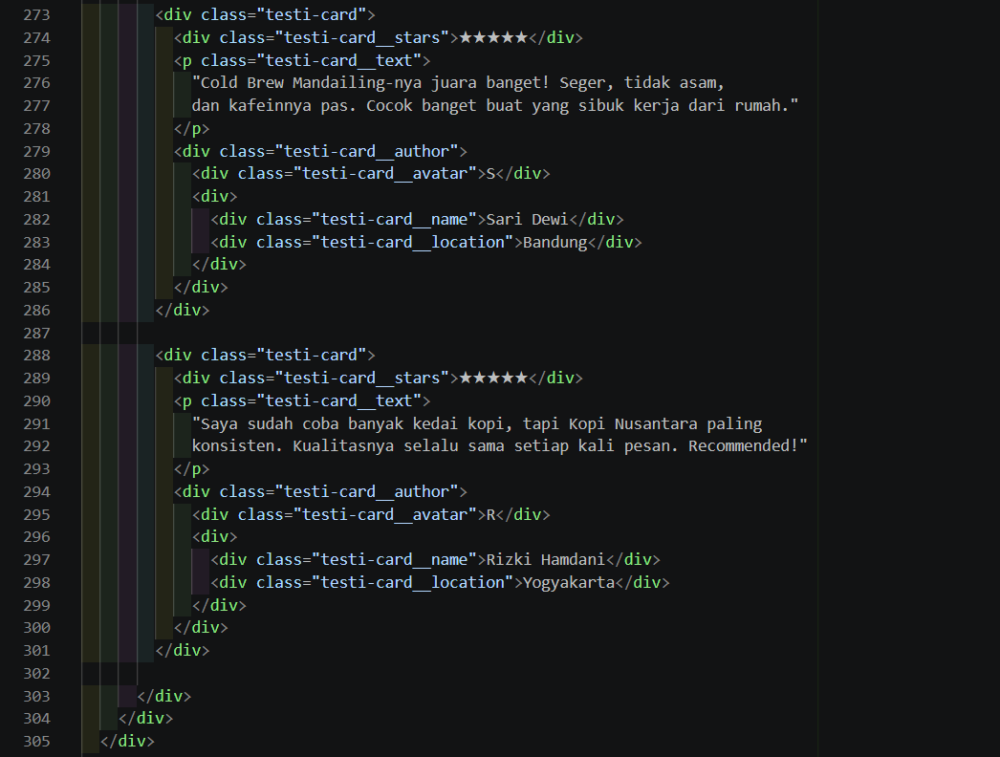 273 <div class="testi-card">
274 <div class="testi-card__stars">★★★★★</div>
275 <p class="testi-card__text">
276 "Cold Brew Mandailing-nya juara banget! Seger, tidak asam,
277 dan kafeinnya pas. Cocok banget buat yang sibuk kerja dari rumah."
278 </p>
279 <div class="testi-card__author">
280 <div class="testi-card__avatar">S</div>
281 <div>
282 <div class="testi-card__name">Sari Dewi</div>
283 <div class="testi-card__location">Bandung</div>
284 </div>
285 </div>
286 </div>
287
288 <div class="testi-card">
289 <div class="testi-card__stars">★★★★★</div>
290 <p class="testi-card__text">
291 "Saya sudah coba banyak kedai kopi, tapi Kopi Nusantara paling
292 konsisten. Kualitasnya selalu sama setiap kali pesan. Recommended!"
293 </p>
294 <div class="testi-card__author">
295 <div class="testi-card__avatar">R</div>
296 <div>
297 <div class="testi-card__name">Rizki Hamdani</div>
298 <div class="testi-card__location">Yogyakarta</div>
299 </div>
300 </div>
301 </div>
302
303 </div>
304 </div>
305 </div>